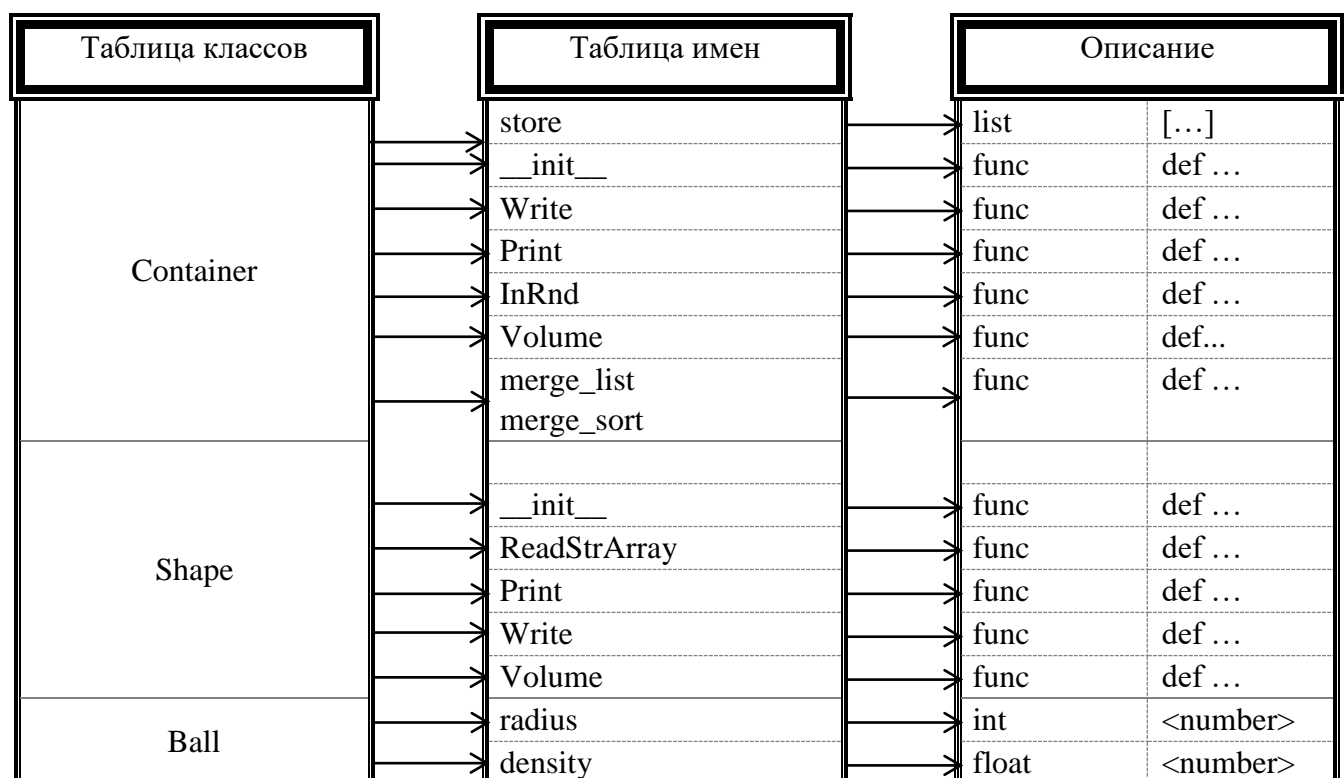 Таблица классов Таблица имен Описание
store list […]
__init__ func def …
Write func def …
Print func def …
Container
InRnd func def …
Volume func def...
merge_list func def …
merge_sort
__init__ func def …
ReadStrArray func def …
Shape
Print func def …
Write func def …
Volume func def …
radius int <number>
Ball
density float <number>